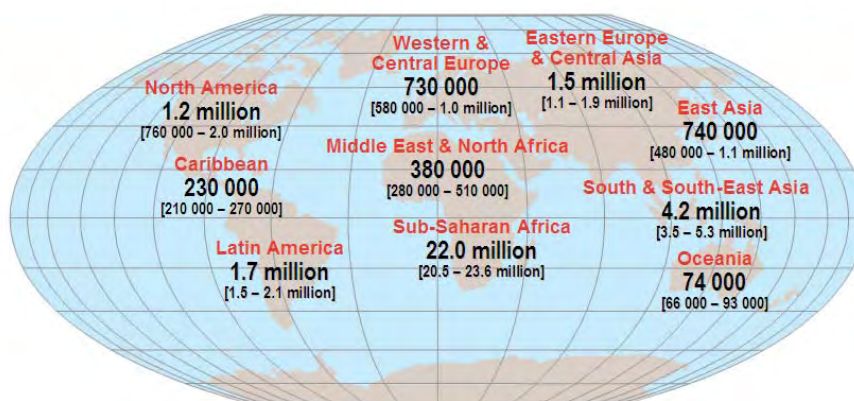 North America
1.2 million
[760 000 – 2.0 million]
Western &
Central Europe
730 000
[580 000 – 1.0 million]
Eastern Europe
& Central Asia
1.5 million
[1.1 – 1.9 million]
East Asia
740 000
[480 000 – 1.1 million]
Caribbean
230 000
[210 000 – 270 000]
Middle East & North Africa
380 000
[280 000 – 510 000]
South & South-East Asia
4.2 million
[3.5 – 5.3 million]
Latin America
1.7 million
[1.5 – 2.1 million]
Sub-Saharan Africa
22.0 million
[20.5 – 23.6 million]
Oceania
74 000
[66 000 – 93 000]